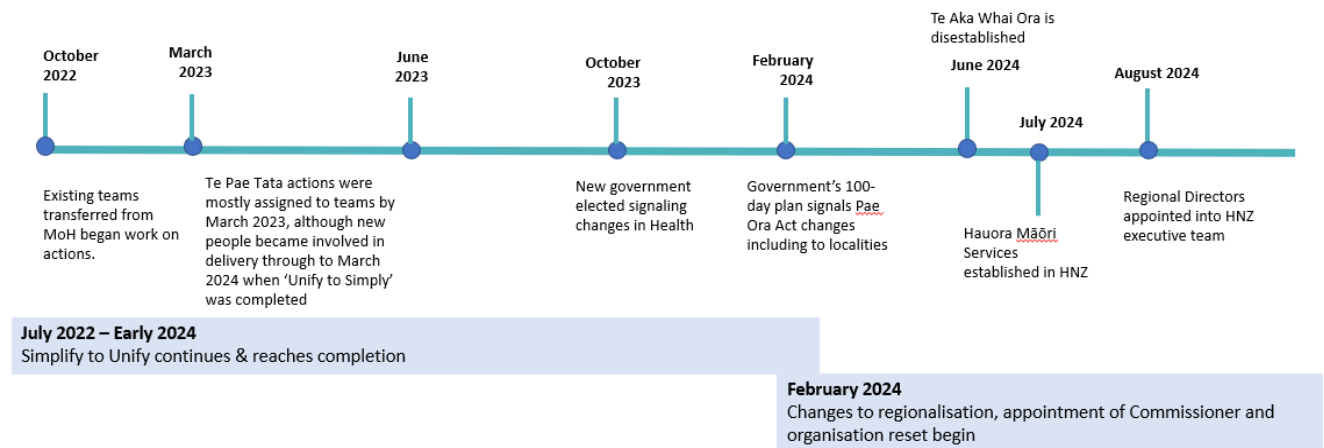 October
2022
March
2023
June
2023
October
2023
February
2024
Te Aka Whai Ora is
disestablished
June 2024
July 2024
August 2024
Existing teams
transferred from
MoH began work on
actions.
Te Pae Tata actions were
mostly assigned to teams by
March 2023, although new
people became involved in
delivery through to March
2024 when ‘Unify to Simply’
was completed
New government
elected signaling
changes in Health
Government’s 100-
day plan signals Pae
Ora Act changes
including to localities
Hauora Māōri
Services
established in HNZ
Regional Directors
appointed into HNZ
executive team
July 2022 – Early 2024
Simplify to Unify continues & reaches completion
February 2024
Changes to regionalisation, appointment of Commissioner and
organisation reset begin